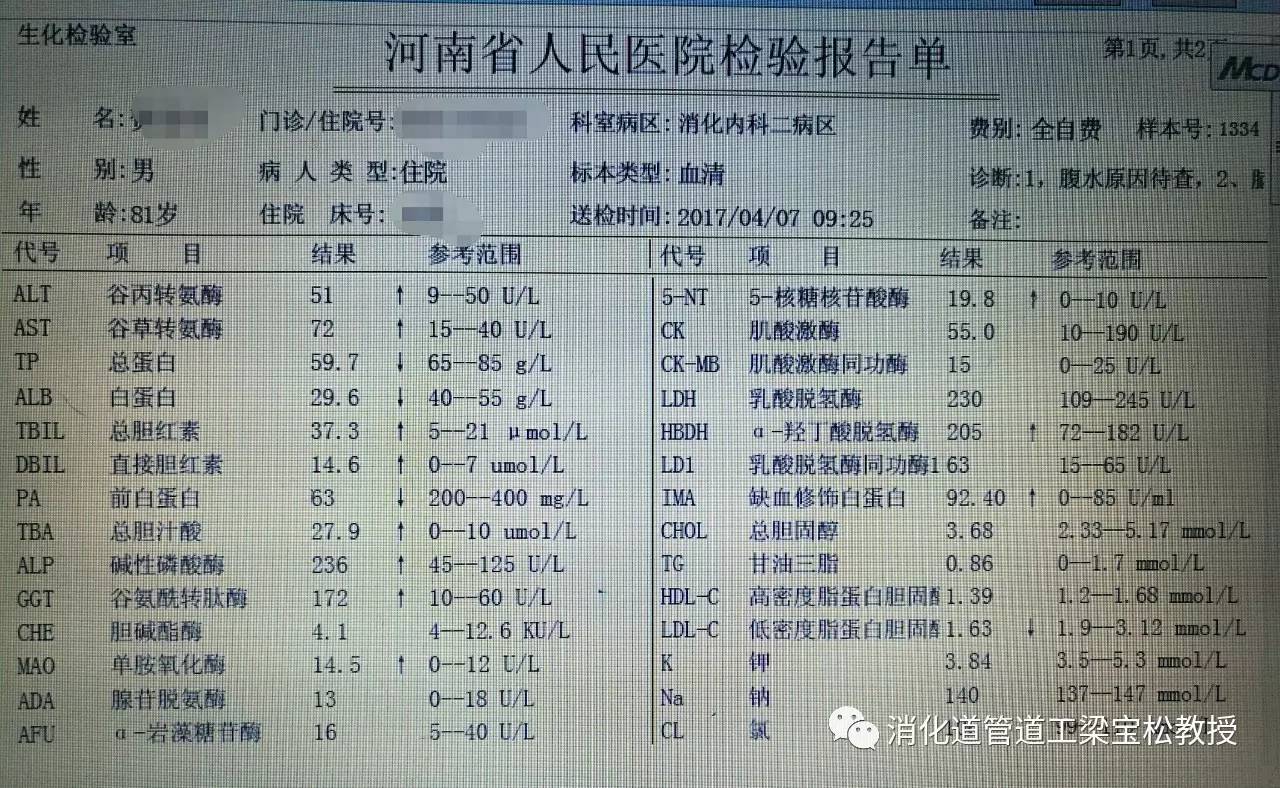 生化检验室
河南省人民医院检验报告单
第1页,共2
MCD
姓 名: 门诊/住院号: 科室病区:消化内科二病区 费别:全自费 样本号:1334
性 别:男 病 人 类 型:住院 标本类型:血清 诊断:1,腹水原因待查,2、
年 龄:81岁 住院 床号: 送检时间:2017/04/07 09:25 备注:
代号 项 目 结果 参考范围 代号 项 目 结果 参考范围
ALT 谷丙转氨酶 51 ↑ 9--50 U/L 5-NT 5-核糖核苷酸酶 19.8 ↑ 0--10 U/L
AST 谷草转氨酶 72 ↑ 15--40 U/L CK 肌酸激酶 55.0 10--190 U/L
TP 总蛋白 59.7 ↓ 65--85 g/L CK-MB 肌酸激酶同功酶 15 0--25 U/L
ALB 白蛋白 29.6 ↓ 40--55 g/L LDH 乳酸脱氢酶 230 109--245 U/L
TBIL 总胆红素 37.3 ↑ 5--21 μmol/L HBDH α-羟丁酸脱氢酶 205 ↑ 72--182 U/L
DBIL 直接胆红素 14.6 ↑ 0--7 umol/L LD1 乳酸脱氢酶同功酶1 63 15--65 U/L
PA 前白蛋白 63 ↓ 200--400 mg/L IMA 缺血修饰白蛋白 92.40 ↑ 0--85 U/ml
TBA 总胆汁酸 27.9 ↑ 0--10 umol/L CHOL 总胆固醇 3.68 2.33--5.17 mmol/L
ALP 碱性磷酸酶 236 ↑ 45--125 U/L TG 甘油三脂 0.86 0--1.7 mmol/L
GGT 谷氨酰转肽酶 172 ↑ 10--60 U/L HDL-C 高密度脂蛋白胆固 1.39 1.2--1.68 mmol/L
CHE 胆碱酯酶 4.1 4--12.6 KU/L LDL-C 低密度脂蛋白胆固 1.63 ↓ 1.9--3.12 mmol/L
MAO 单胺氧化酶 14.5 ↑ 0--12 U/L K 钾 3.84 3.5--5.3 mmol/L
ADA 腺苷脱氨酶 13 0--18 U/L Na 钠 140 137--147 mmol/L
AFU α-岩藻糖苷酶 16 5--40 U/L CL 氯
消化道管道工梁宝松教授